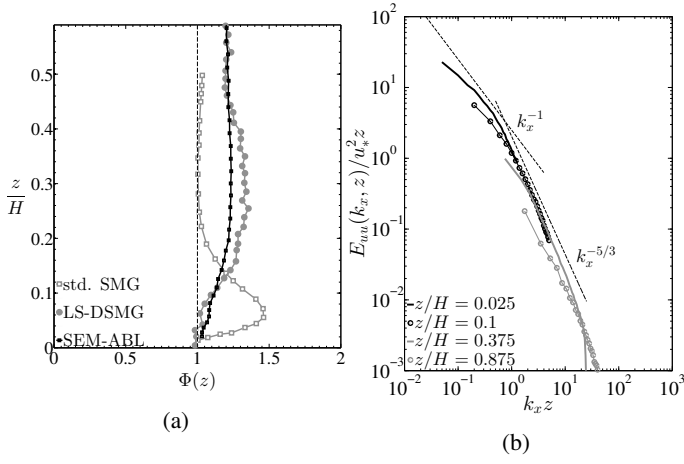 0.5
0.4
z/H
0.3
0.2
std. SMG
0.1
LS-DSMG
SEM-ABL
0
0 0.5 1 1.5 2
Φ(z)
(a)
10^2
10^1
10^0
10^-1
10^-2
10^-3
E_uu(k_x, z)/u_*^2 z
k_x^-1
k_x^-5/3
z/H = 0.025
z/H = 0.1
z/H = 0.375
z/H = 0.875
10^-2 10^-1 10^0 10^1 10^2 10^3
k_x z
(b)